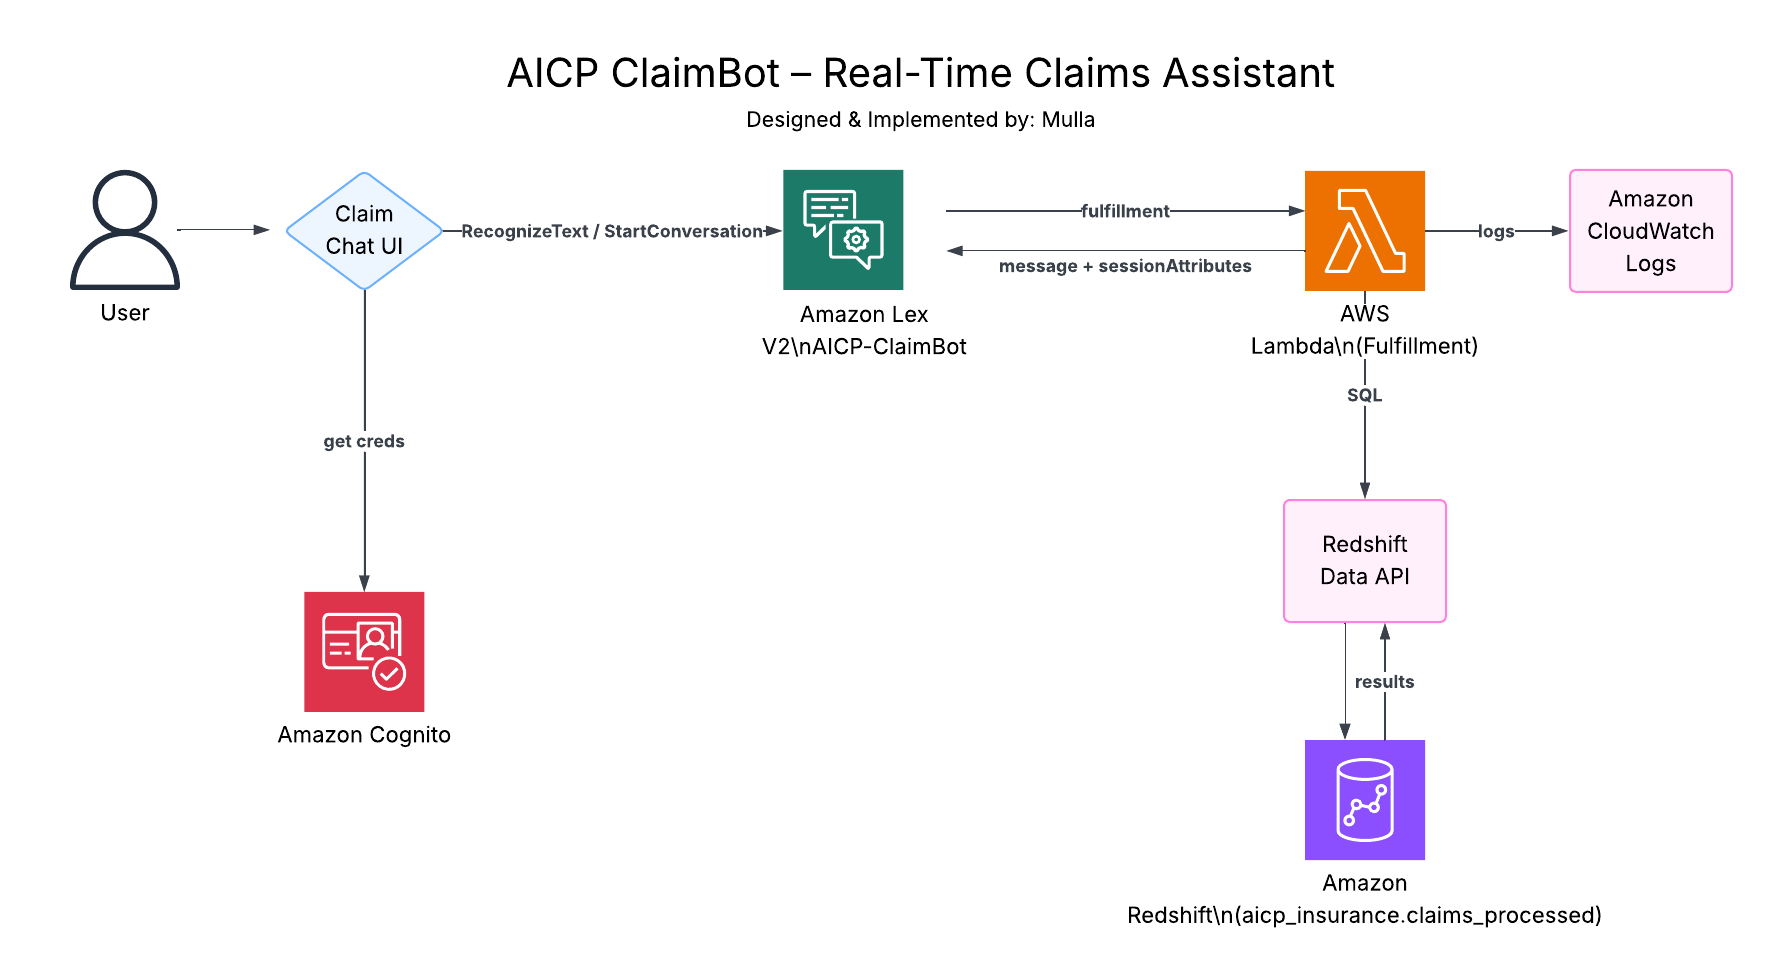 AICP ClaimBot – Real-Time Claims Assistant
Designed & Implemented by: Mulla
User
Claim
Chat UI
RecognizeText / StartConversation
Amazon Lex
V2\nAICP-ClaimBot
fulfillment
message + sessionAttributes
AWS
Lambda\n(Fulfillment)
logs
Amazon
CloudWatch
Logs
SQL
get creds
Redshift
Data API
results
Amazon Cognito
Amazon
Redshift\n(aicp_insurance.claims_processed)